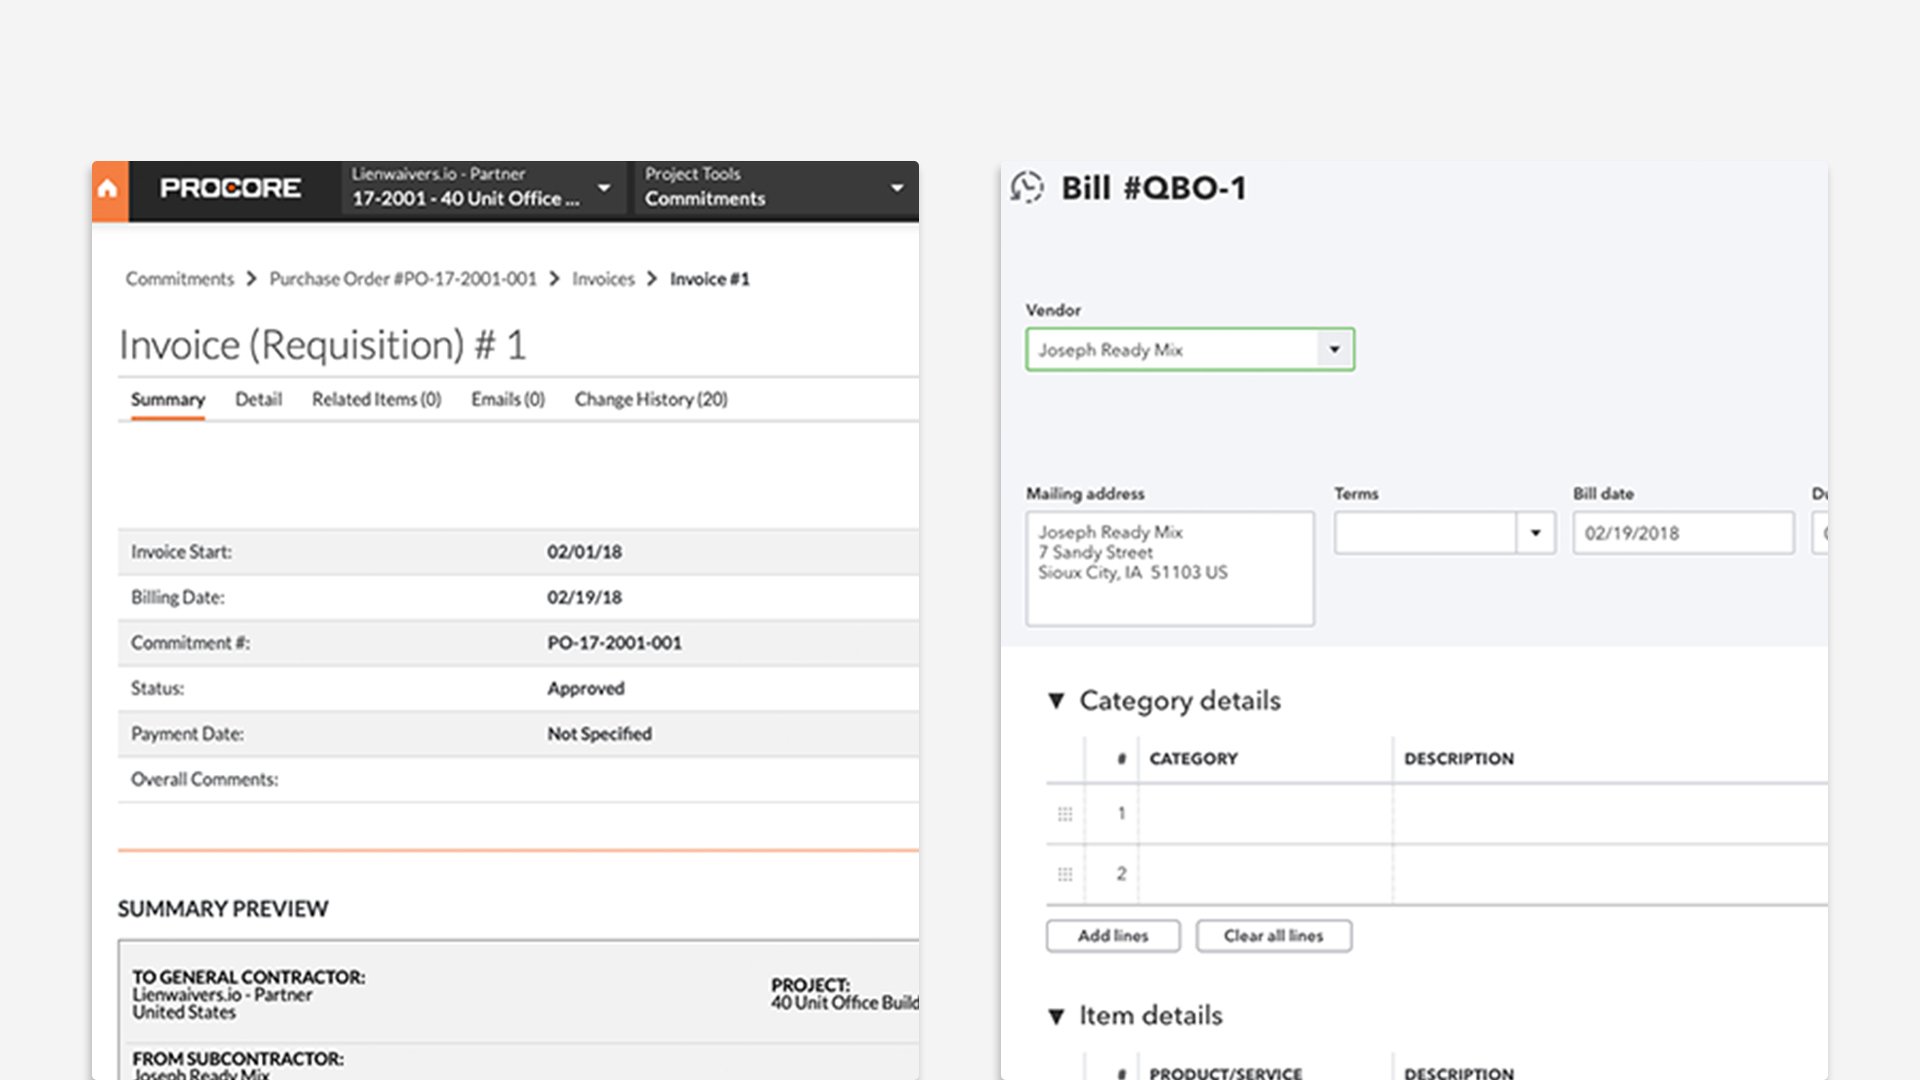 PROCORE
Lienwaivers.io - Partner
17-2001 - 40 Unit Office ...
Project Tools
Commitments
Commitments > Purchase Order #PO-17-2001-001 > Invoices > Invoice #1
Invoice (Requisition) # 1
Summary Detail Related Items (0) Emails (0) Change History (20)
Invoice Start: 02/01/18
Billing Date: 02/19/18
Commitment #: PO-17-2001-001
Status: Approved
Payment Date: Not Specified
Overall Comments:
SUMMARY PREVIEW
TO GENERAL CONTRACTOR:
Lienwaivers.io - Partner
United States
PROJECT:
40 Unit Office Build
FROM SUBCONTRACTOR:
Joseph Ready Mix
Bill #QBO-1
Vendor
Joseph Ready Mix
Mailing address
Joseph Ready Mix
7 Sandy Street
Sioux City, IA 51103 US
Terms
Bill date
02/19/2018
Category details
# CATEGORY DESCRIPTION
1
2
Add lines Clear all lines
Item details
# PRODUCT/SERVICE DESCRIPTION